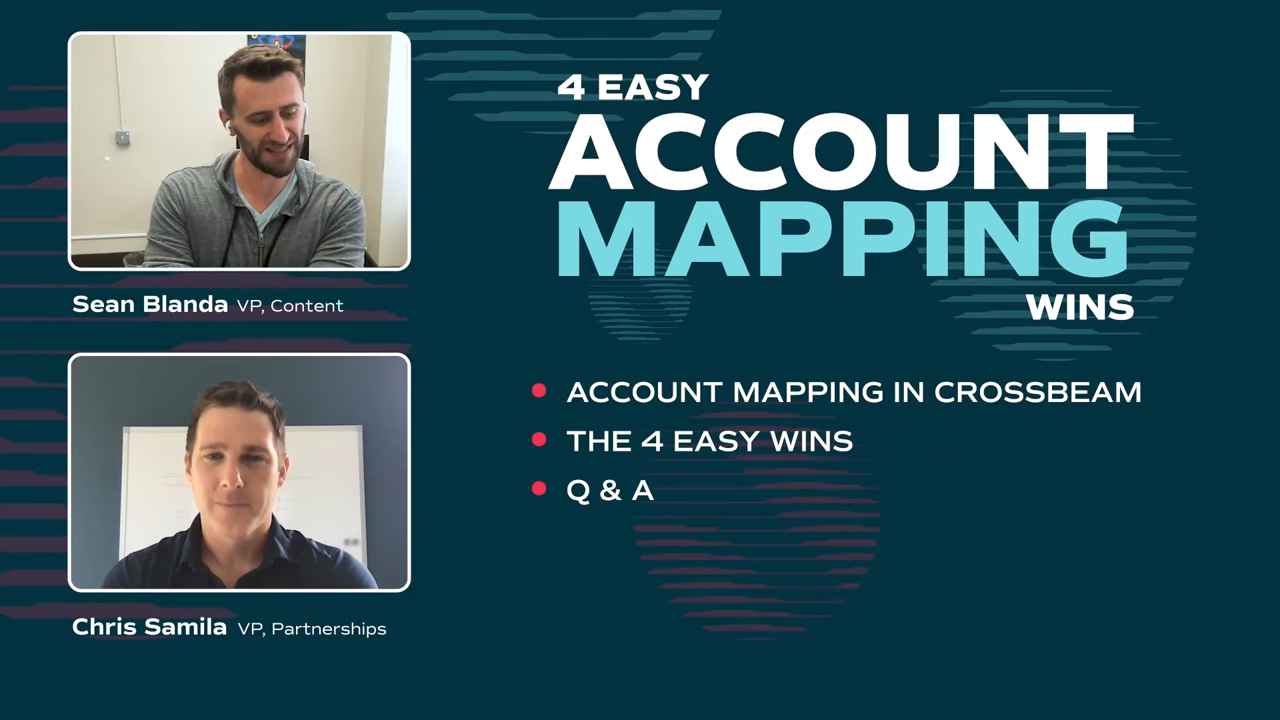 4 EASY
ACCOUNT
MAPPING
WINS
Sean Blanda VP, Content
ACCOUNT MAPPING IN CROSSBEAM
THE 4 EASY WINS
Q & A
Chris Samila VP, Partnerships